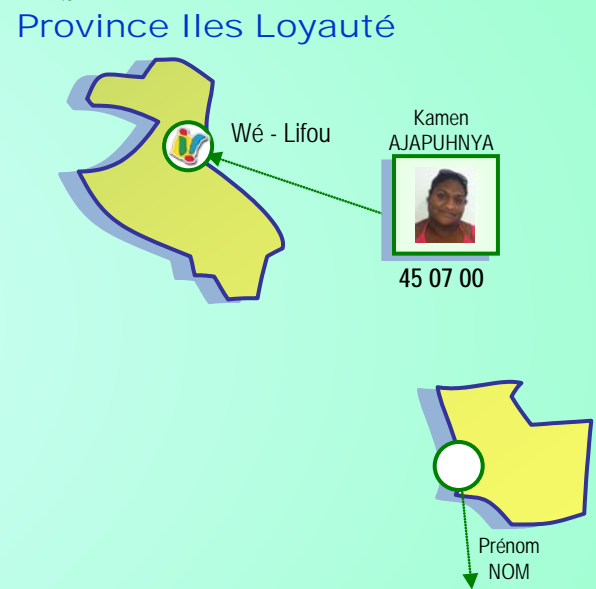 Province Iles Loyauté
Wé - Lifou
Kamen
AJAPUHNYA
45 07 00
Prénom
NOM